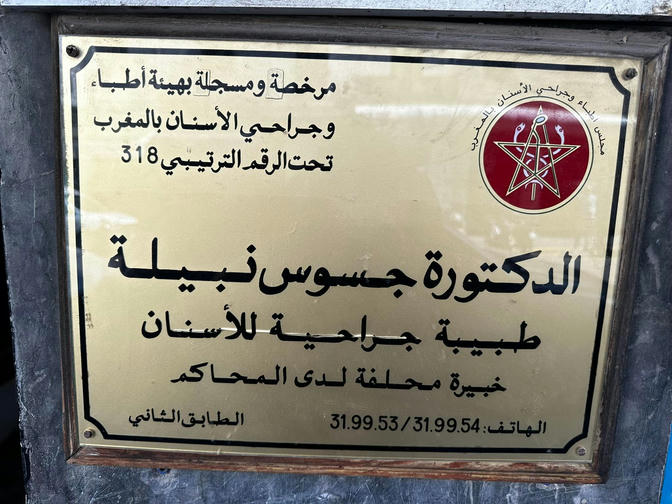 مرخصة ومسجلة بهيئة أطباء
وجراحي الأسنان بالمغرب
تحت الرقم الترتيبي 318
مجلس أطباء وجراحي الأسنان بالمغرب
الدكتورة جسوس نبيلة
طبيبة جراحية للأسنان
خبيرة محلفة لدى المحاكم
الهاتف: 31.99.53/31.99.54 الطابق الثاني